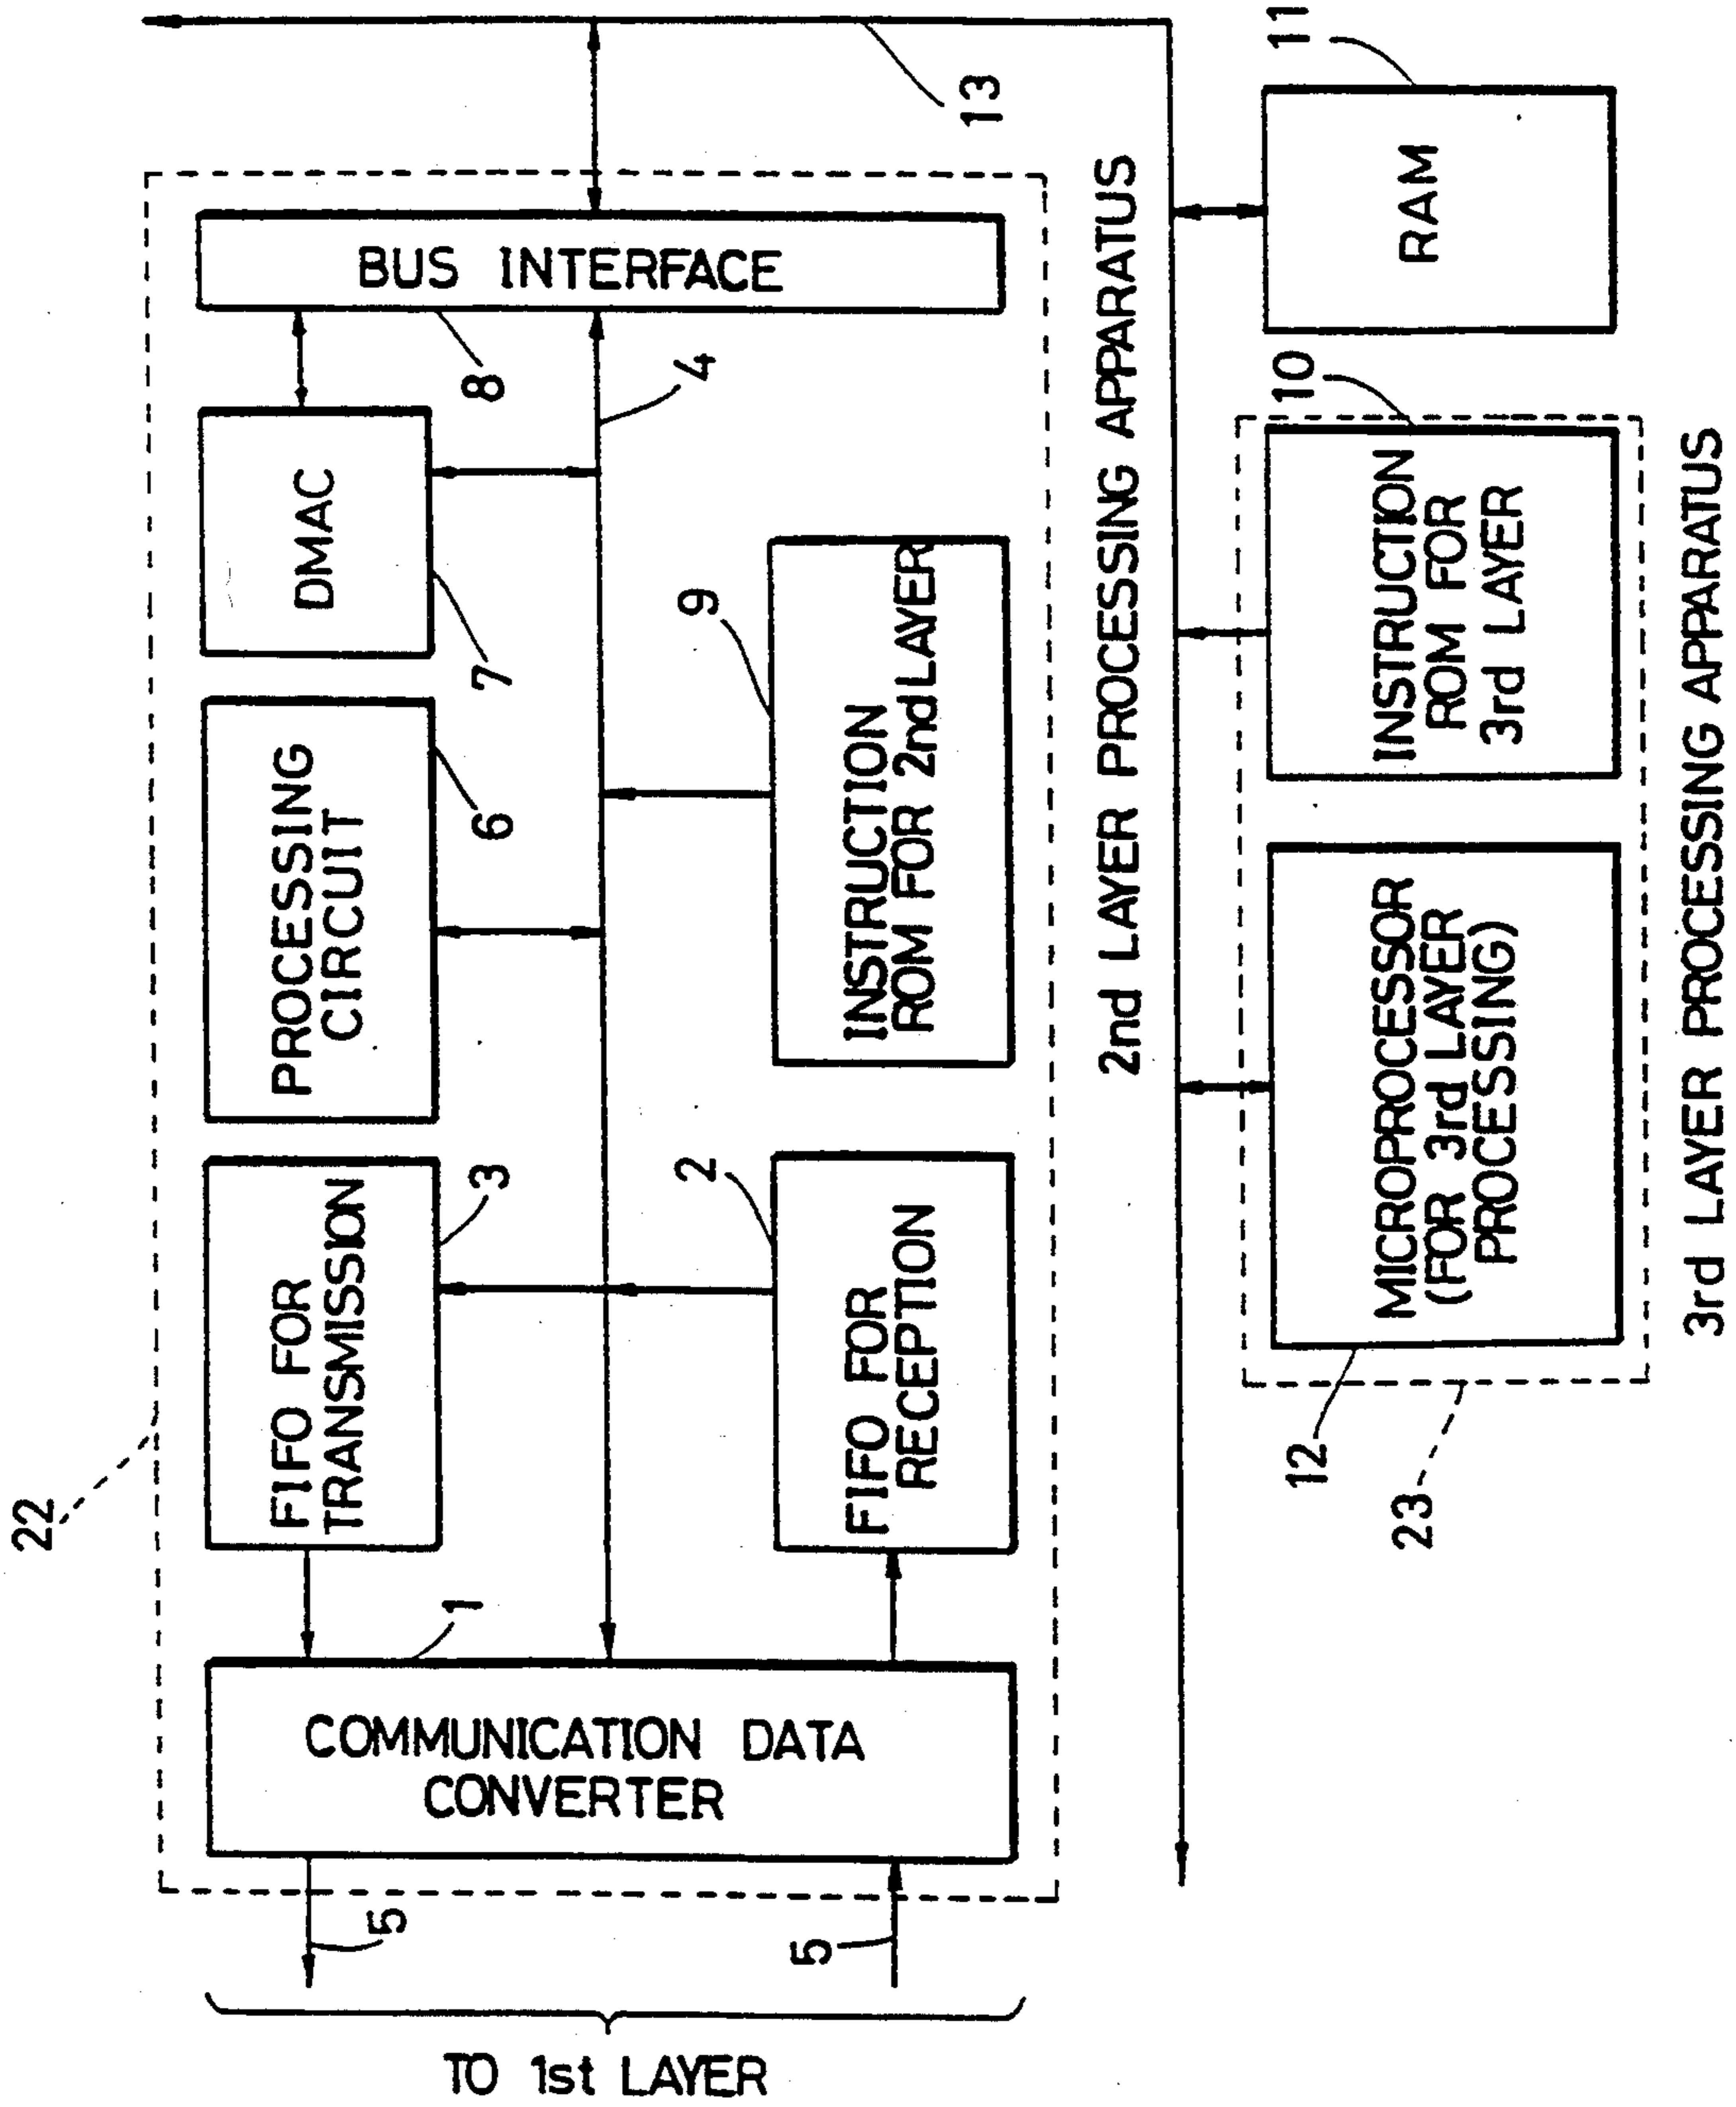 22
FIFO FOR
TRANSMISSION
3
PROCESSING
CIRCUIT
6
DMAC
7
BUS INTERFACE
8
4
13
TO 1st LAYER
5
5
COMMUNICATION DATA
CONVERTER
1
FIFO FOR
RECEPTION
2
INSTRUCTION
ROM FOR 2nd LAYER
9
2nd LAYER PROCESSING APPARATUS
MICROPROCESSOR
(FOR 3rd LAYER
PROCESSING)
12
23
INSTRUCTION
ROM FOR
3rd LAYER
10
RAM
11
3rd LAYER PROCESSING APPARATUS